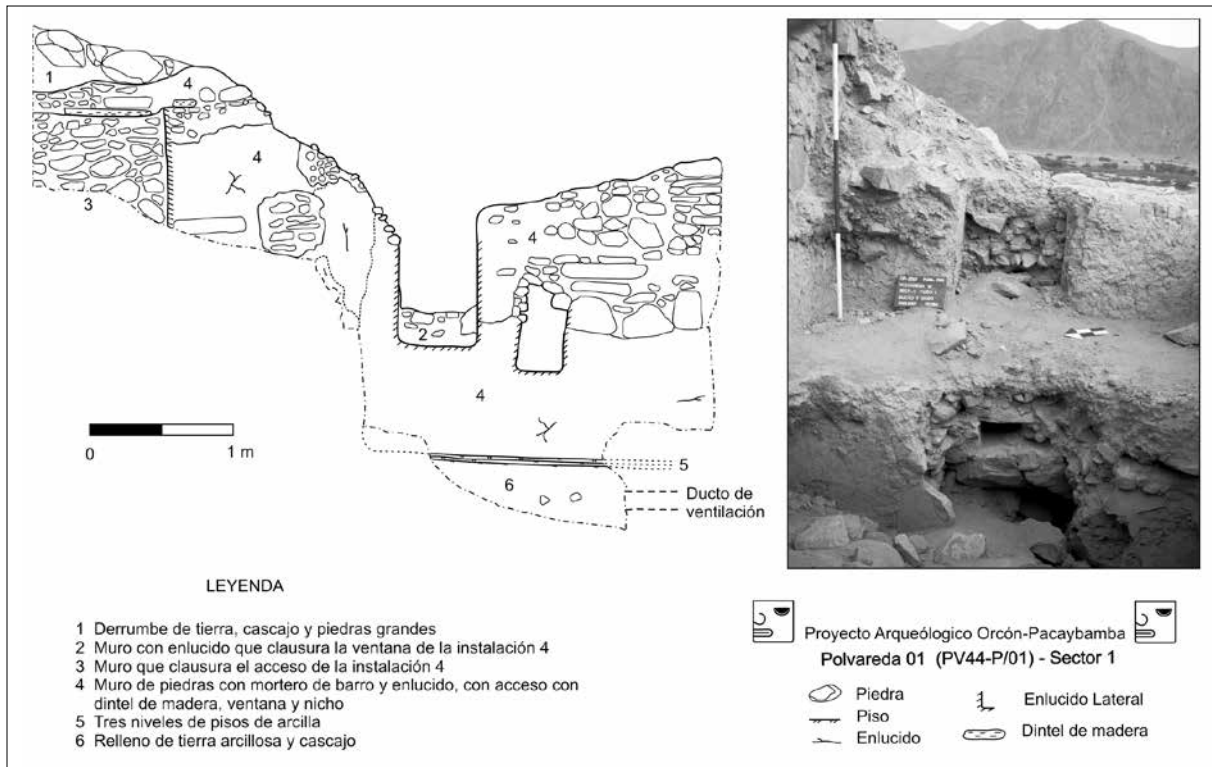 1
4
4
3
4
2
4
0
1 m
5
6
Ducto de
ventilación
LEYENDA
1 Derrumbe de tierra, cascajo y piedras grandes
2 Muro con enlucido que clausura la ventana de la instalación 4
3 Muro que clausura el acceso de la instalación 4
4 Muro de piedras con mortero de barro y enlucido, con acceso con
dintel de madera, ventana y nicho
5 Tres niveles de pisos de arcilla
6 Relleno de tierra arcillosa y cascajo
Proyecto Arqueólogico Orcón-Pacaybamba
Polvareda 01 (PV44-P/01) - Sector 1
Piedra
Piso
Enlucido
Enlucido Lateral
Dintel de madera